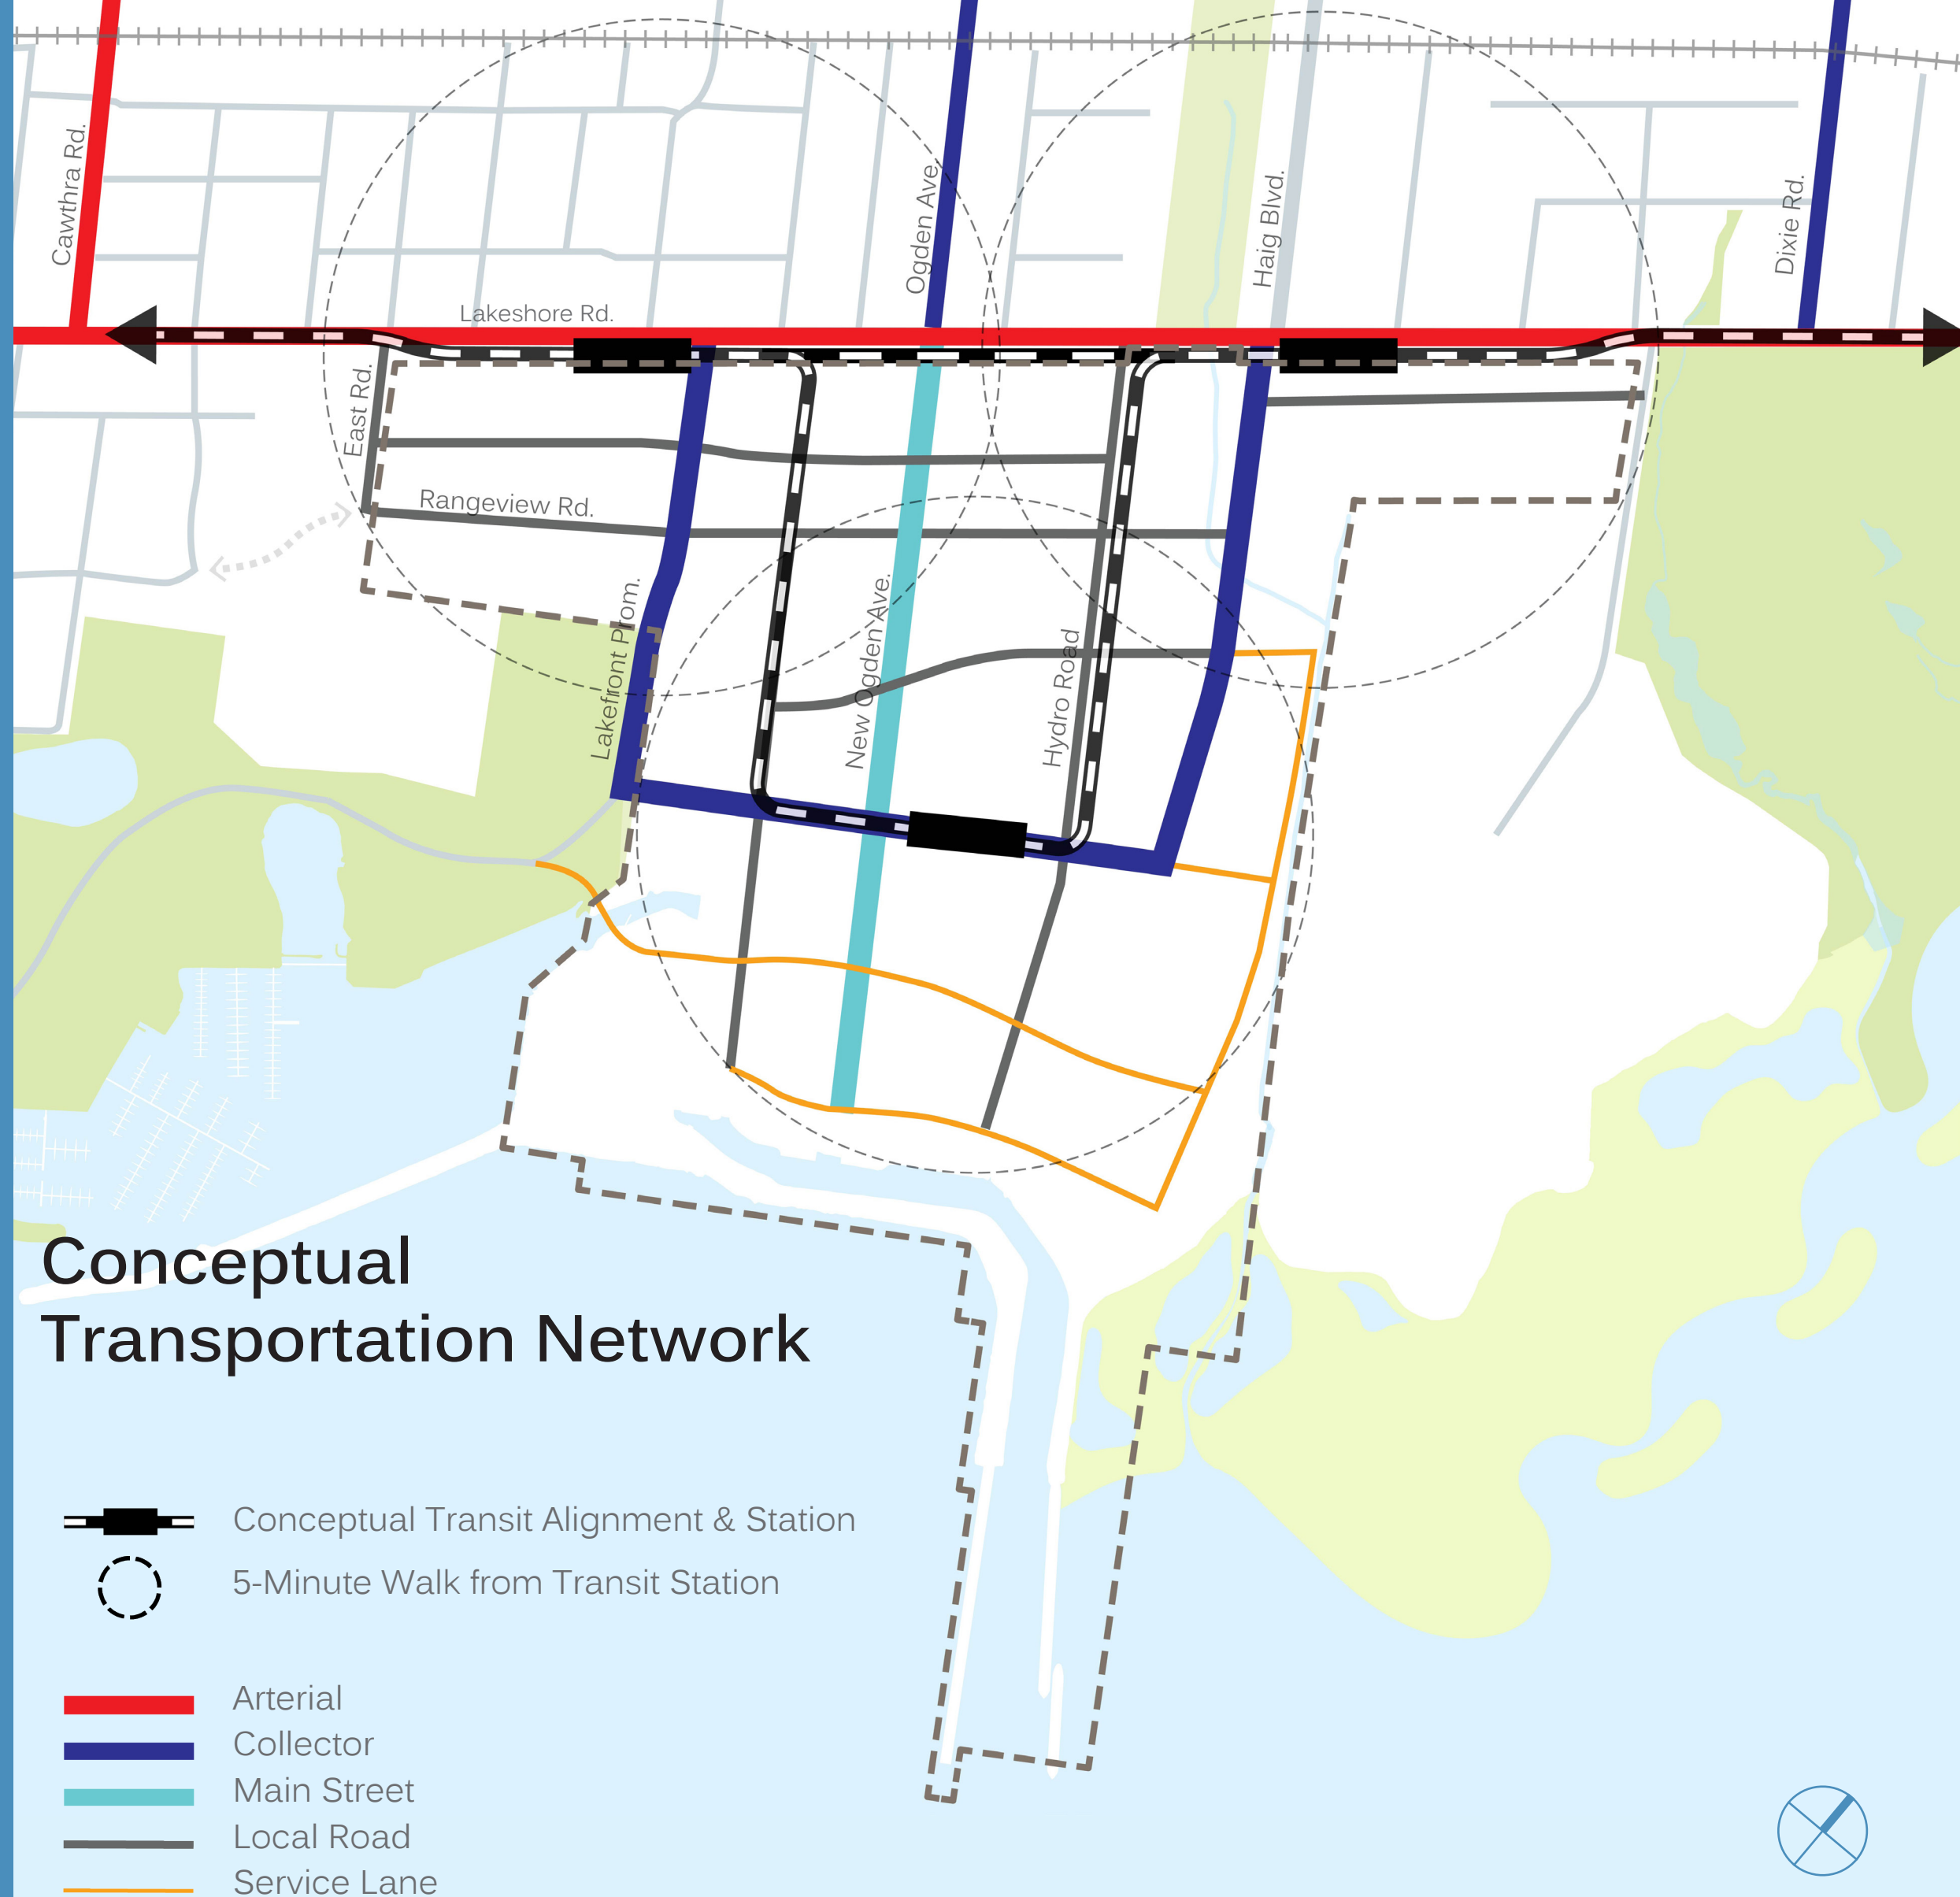 Cawthra Rd.
Ogden Ave.
Haig Blvd.
Dixie Rd.
Lakeshore Rd.
East Rd.
Rangeview Rd.
Lakefront Prom.
New Ogden Ave.
Hydro Road
Conceptual
Transportation Network
Conceptual Transit Alignment & Station
5-Minute Walk from Transit Station
Arterial
Collector
Main Street
Local Road
Service Lane